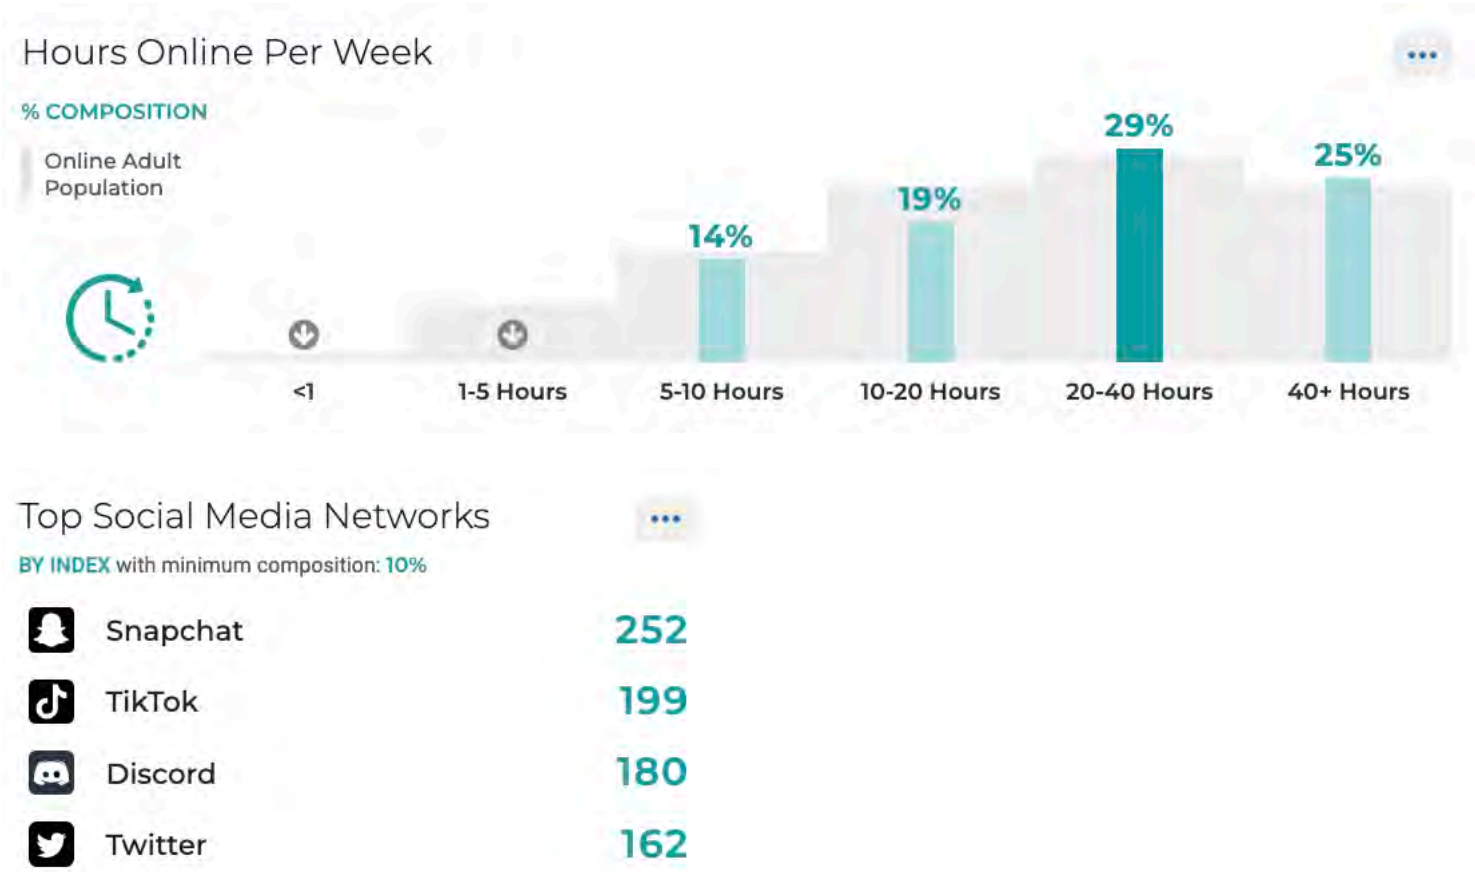 Hours Online Per Week
% COMPOSITION
Online Adult
Population
29%
25%
19%
14%
<1
1-5 Hours
5-10 Hours
10-20 Hours
20-40 Hours
40+ Hours
Top Social Media Networks
BY INDEX with minimum composition: 10%
Snapchat 252
TikTok 199
Discord 180
Twitter 162